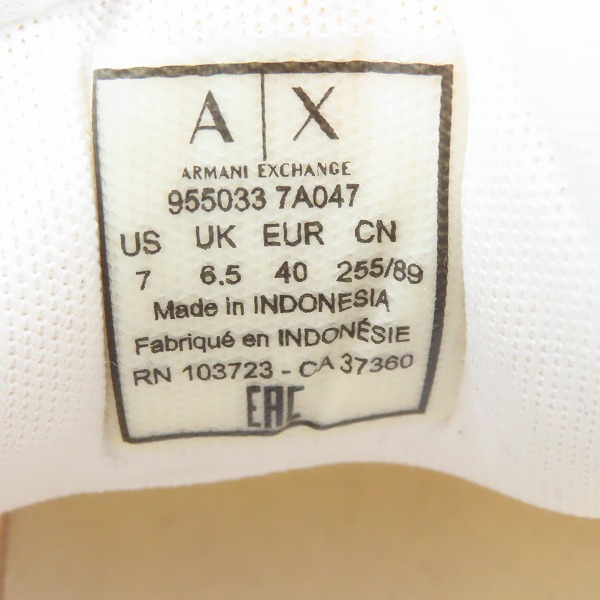 A|X
ARMANI EXCHANGE
955033 7A047
US UK EUR CN
7 6.5 40 255/89
Made in INDONESIA
Fabriqué en INDONÉSIE
RN 103723 - CA 37360
EAC